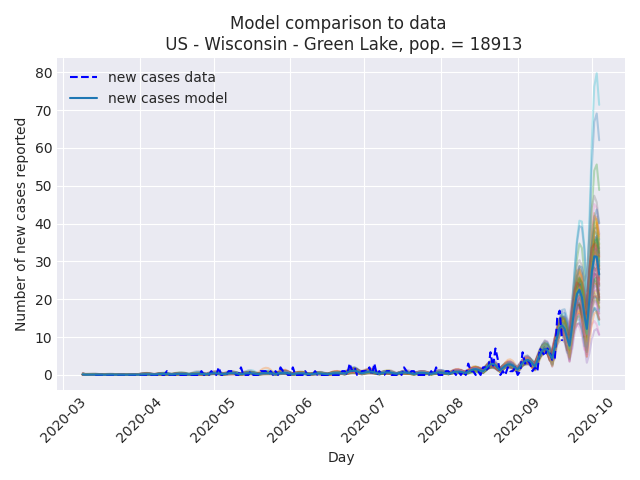 Model comparison to data
US - Wisconsin - Green Lake, pop. = 18913
new cases data
new cases model
Number of new cases reported
80
70
60
50
40
30
20
10
0
2020-03
2020-04
2020-05
2020-06
2020-07
2020-08
2020-09
2020-10
Day